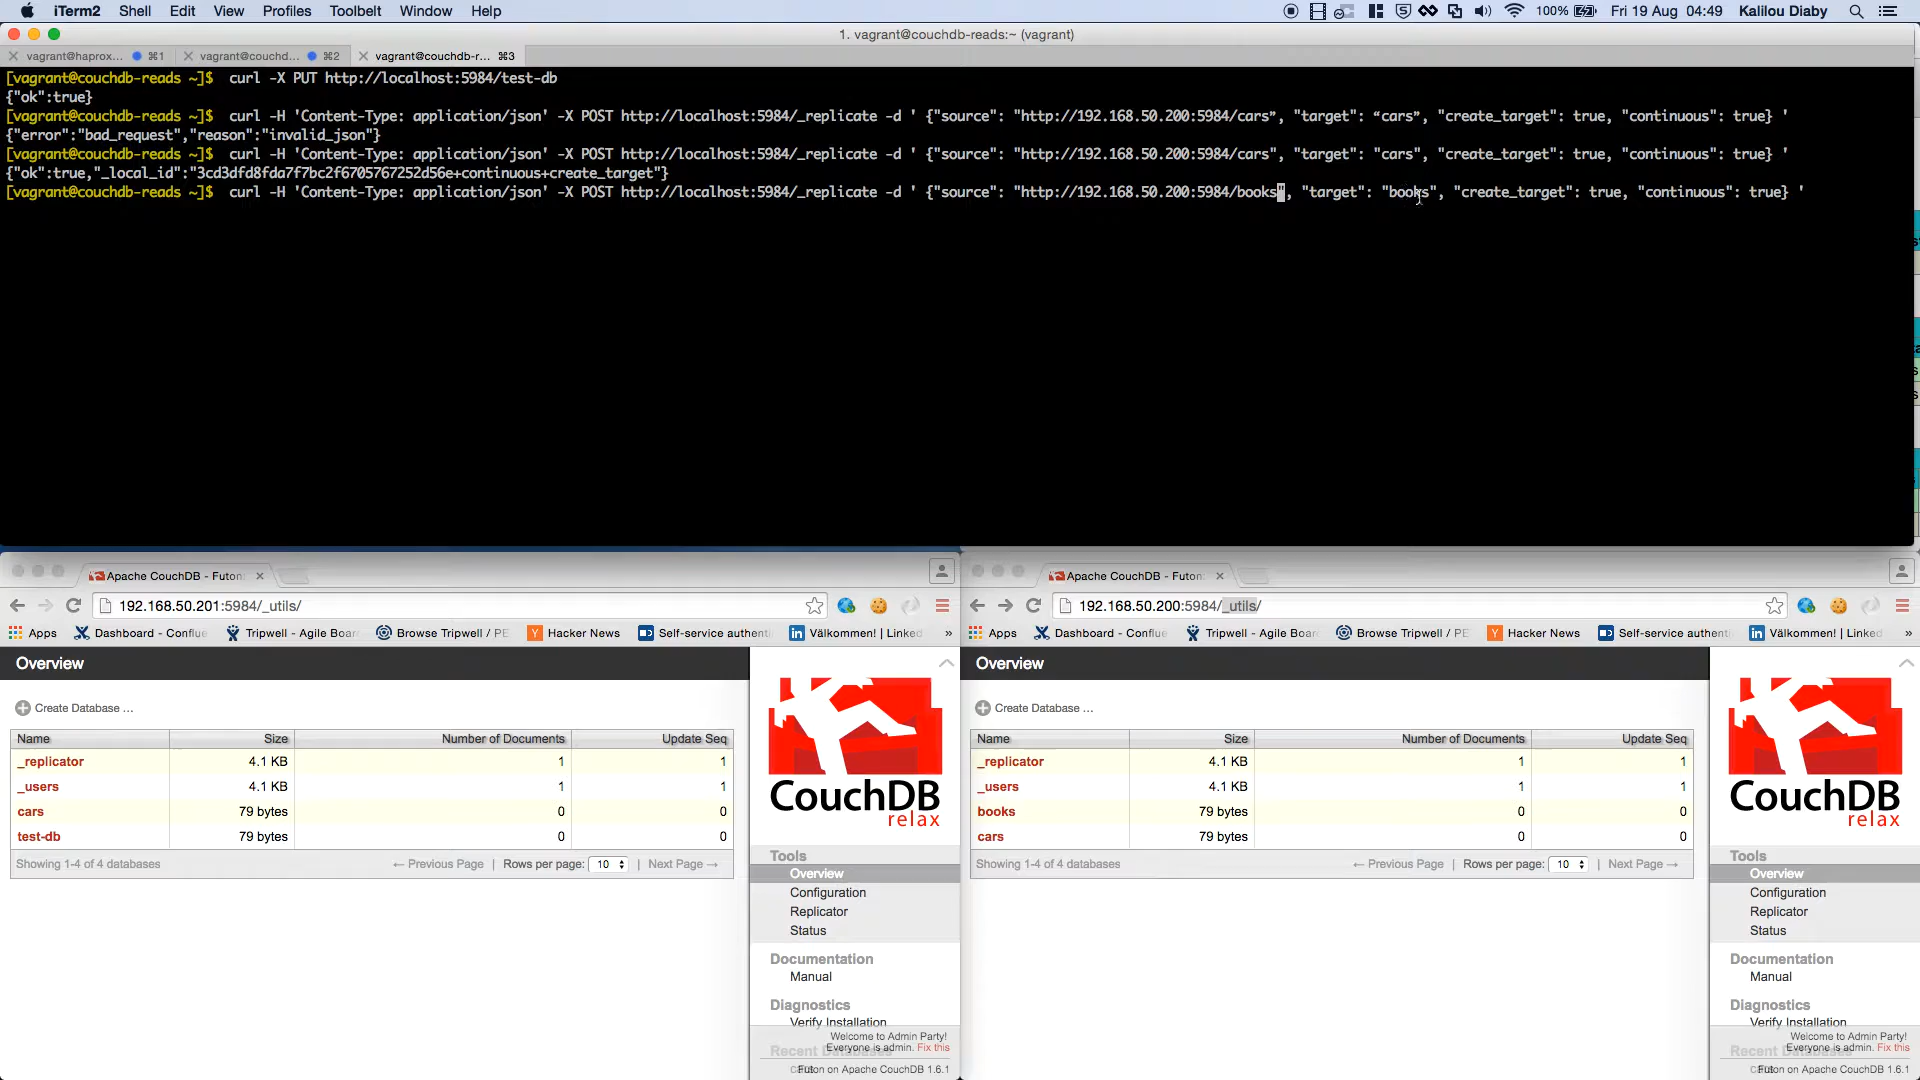 iTerm2 Shell Edit View Profiles Toolbelt Window Help 100% Fri 19 Aug 04:49 Kalilou Diaby
1. vagrant@couchdb-reads:~ (vagrant)
vagrant@haprox... ⌘1 vagrant@couchd... ⌘2 vagrant@couchdb-r... ⌘3
[vagrant@couchdb-reads ~]$ curl -X PUT http://localhost:5984/test-db
{"ok":true}
[vagrant@couchdb-reads ~]$ curl -H 'Content-Type: application/json' -X POST http://localhost:5984/_replicate -d ' {"source": "http://192.168.50.200:5984/cars”, "target": “cars”, "create_target": true, "continuous": true} '
{"error":"bad_request","reason":"invalid_json"}
[vagrant@couchdb-reads ~]$ curl -H 'Content-Type: application/json' -X POST http://localhost:5984/_replicate -d ' {"source": "http://192.168.50.200:5984/cars", "target": "cars", "create_target": true, "continuous": true} '
{"ok":true,"_local_id":"3cd3dfd8fda7f7bc2f6705767252d56e+continuous+create_target"}
[vagrant@couchdb-reads ~]$ curl -H 'Content-Type: application/json' -X POST http://localhost:5984/_replicate -d ' {"source": "http://192.168.50.200:5984/books", "target": "books", "create_target": true, "continuous": true} '
Apache CouchDB - Futon:
192.168.50.201:5984/_utils/
Apps Dashboard - Conflue Tripwell - Agile Boar Browse Tripwell / PE Hacker News Self-service authenti Välkommen! | Linked »
Overview
Create Database ...
Name Size Number of Documents Update Seq
_replicator 4.1 KB 1 1
_users 4.1 KB 1 1
cars 79 bytes 0 0
test-db 79 bytes 0 0
Showing 1-4 of 4 databases ← Previous Page | Rows per page: 10 | Next Page →
CouchDB
relax
Tools
Overview
Configuration
Replicator
Status
Documentation
Manual
Diagnostics
Verify Installation
Welcome to Admin Party!
Everyone is admin. Fix this
Futon on Apache CouchDB 1.6.1
Apache CouchDB - Futon:
192.168.50.200:5984/_utils/
Apps Dashboard - Conflue Tripwell - Agile Boar Browse Tripwell / PE Hacker News Self-service authenti Välkommen! | Linked »
Overview
Create Database ...
Name Size Number of Documents Update Seq
_replicator 4.1 KB 1 1
_users 4.1 KB 1 1
books 79 bytes 0 0
cars 79 bytes 0 0
Showing 1-4 of 4 databases ← Previous Page | Rows per page: 10 | Next Page →
CouchDB
relax
Tools
Overview
Configuration
Replicator
Status
Documentation
Manual
Diagnostics
Verify Installation
Welcome to Admin Party!
Everyone is admin. Fix this
Futon on Apache CouchDB 1.6.1